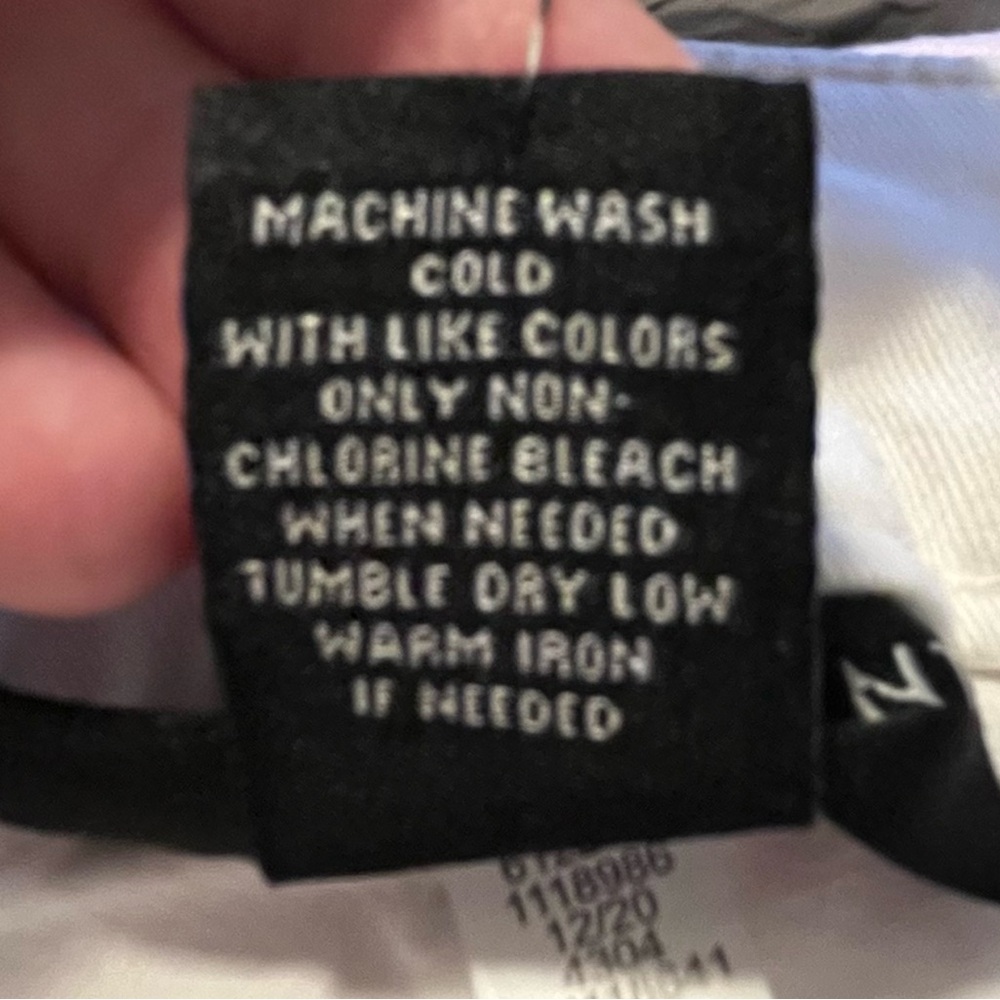 MACHINE WASH
COLD
WITH LIKE COLORS
ONLY NON-
CHLORINE BLEACH
WHEN NEEDED
TUMBLE DRY LOW
WARM IRON
IF NEEDED
Z
1118986
12/20
4304